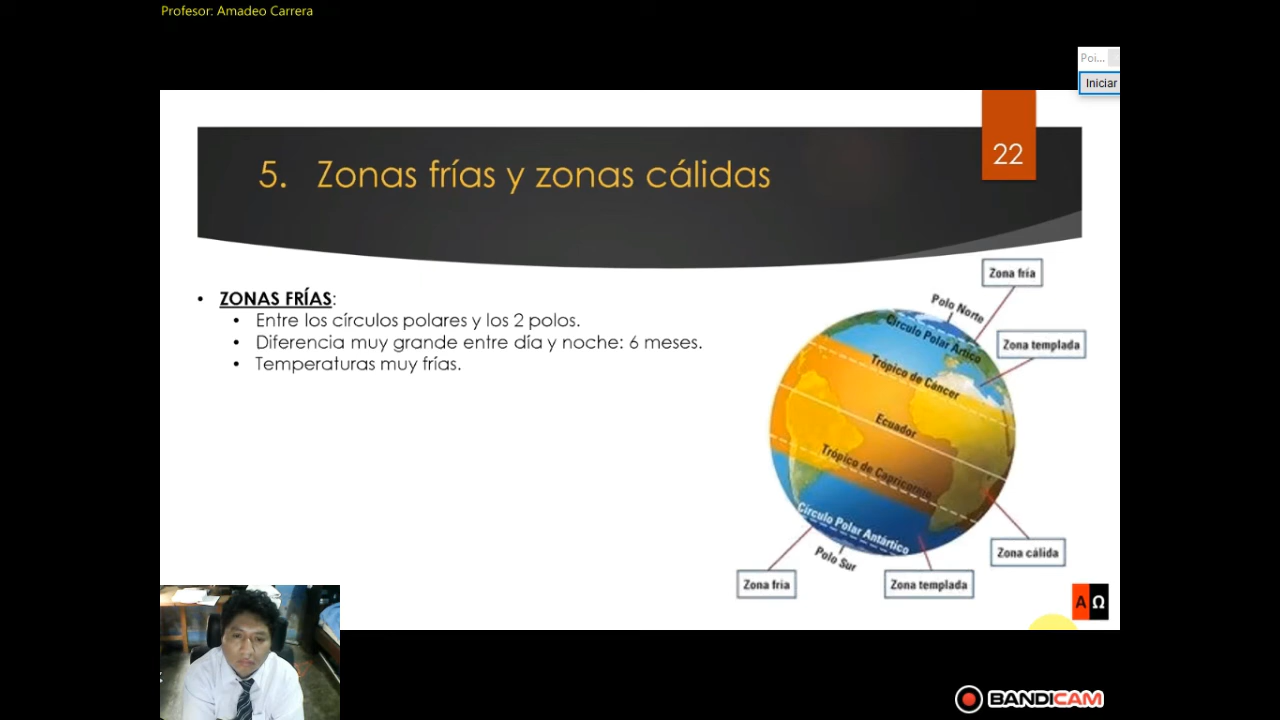 Profesor: Amadeo Carrera
Poi...
Iniciar
22
5. Zonas frías y zonas cálidas
• ZONAS FRÍAS:
• Entre los círculos polares y los 2 polos.
• Diferencia muy grande entre día y noche: 6 meses.
• Temperaturas muy frías.
Zona fría
Polo Norte
Círculo Polar Ártico
Zona templada
Trópico de Cáncer
Ecuador
Trópico de Capricornio
Círculo Polar Antártico
Polo Sur
Zona cálida
Zona fría
Zona templada
Α Ω
BANDICAM